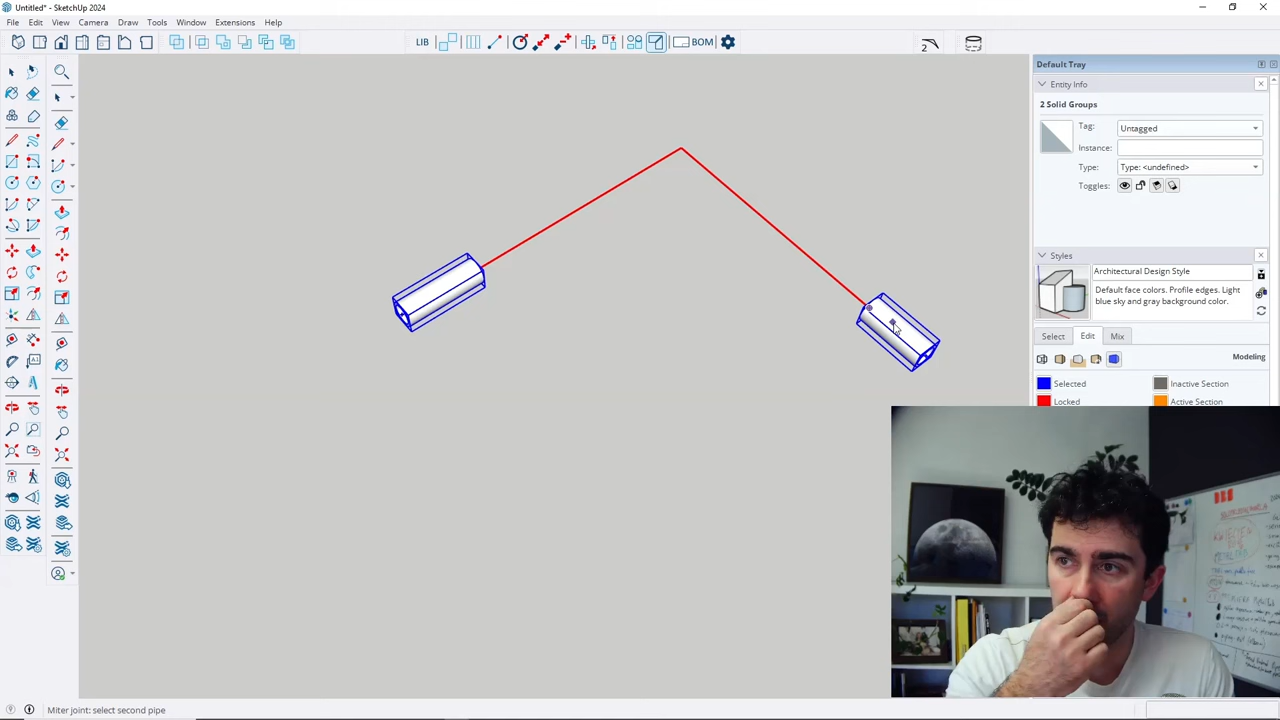 Untitled* - SketchUp 2024
File Edit View Camera Draw Tools Window Extensions Help
LIB BOM 2
Default Tray
Entity Info
2 Solid Groups
Tag: Untagged
Instance:
Type: Type: <undefined>
Toggles:
Styles
Architectural Design Style
Default face colors. Profile edges. Light
blue sky and gray background color.
Select Edit Mix
Modeling
Selected Inactive Section
Locked Active Section
Miter joint: select second pipe